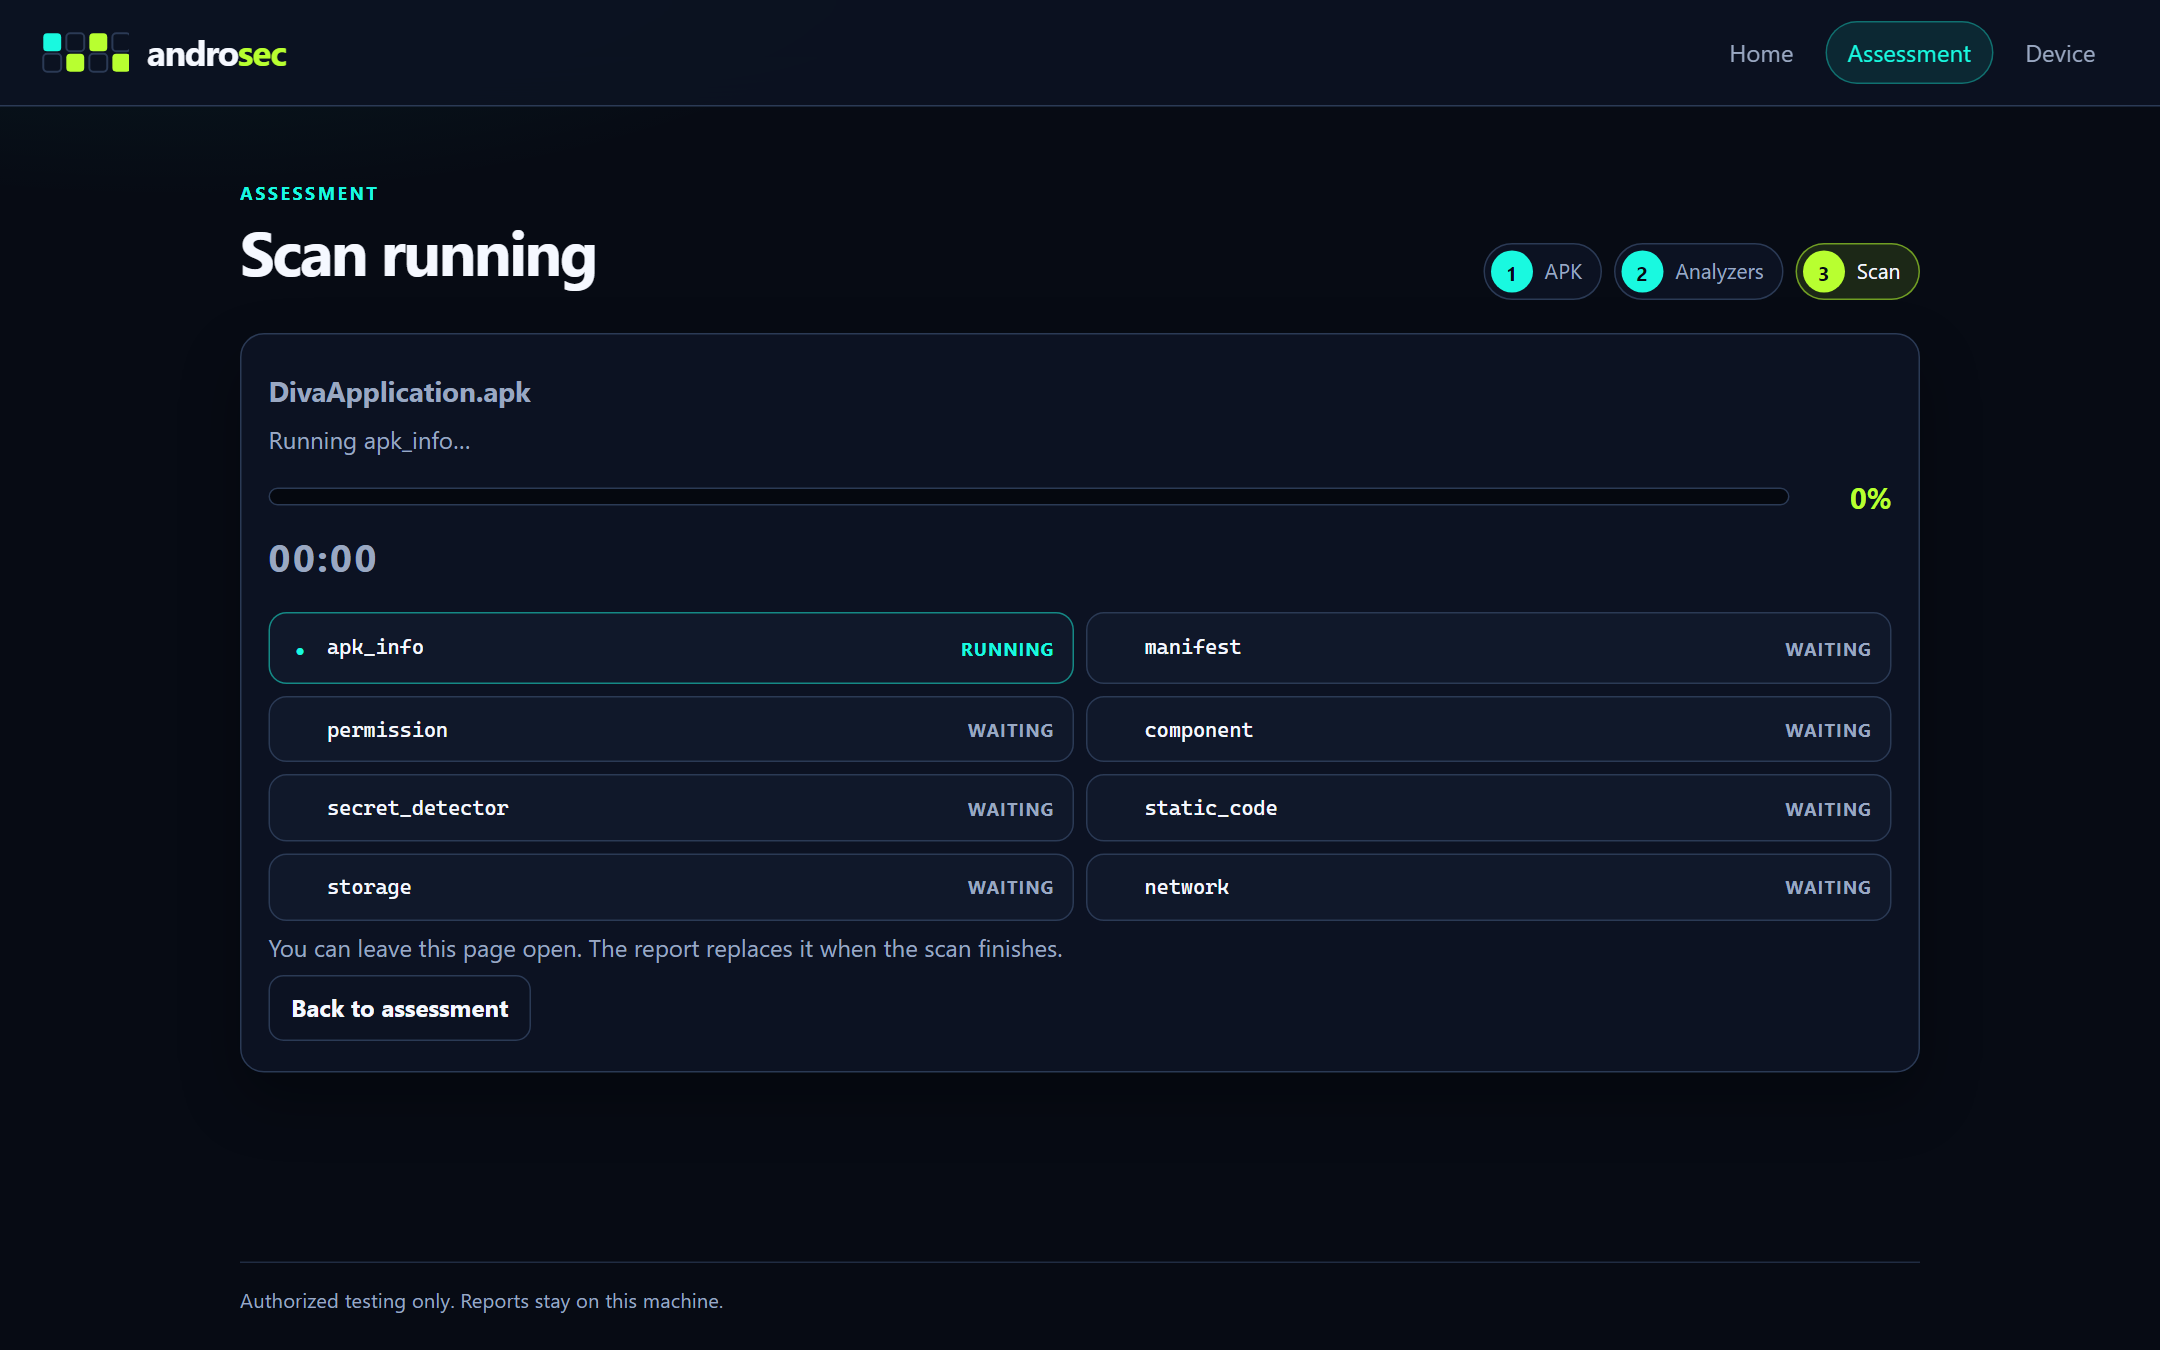 androsec
Home
Assessment
Device
ASSESSMENT
Scan running
1 APK
2 Analyzers
3 Scan
DivaApplication.apk
Running apk_info...
0%
00:00
apk_info RUNNING
manifest WAITING
permission WAITING
component WAITING
secret_detector WAITING
static_code WAITING
storage WAITING
network WAITING
You can leave this page open. The report replaces it when the scan finishes.
Back to assessment
Authorized testing only. Reports stay on this machine.